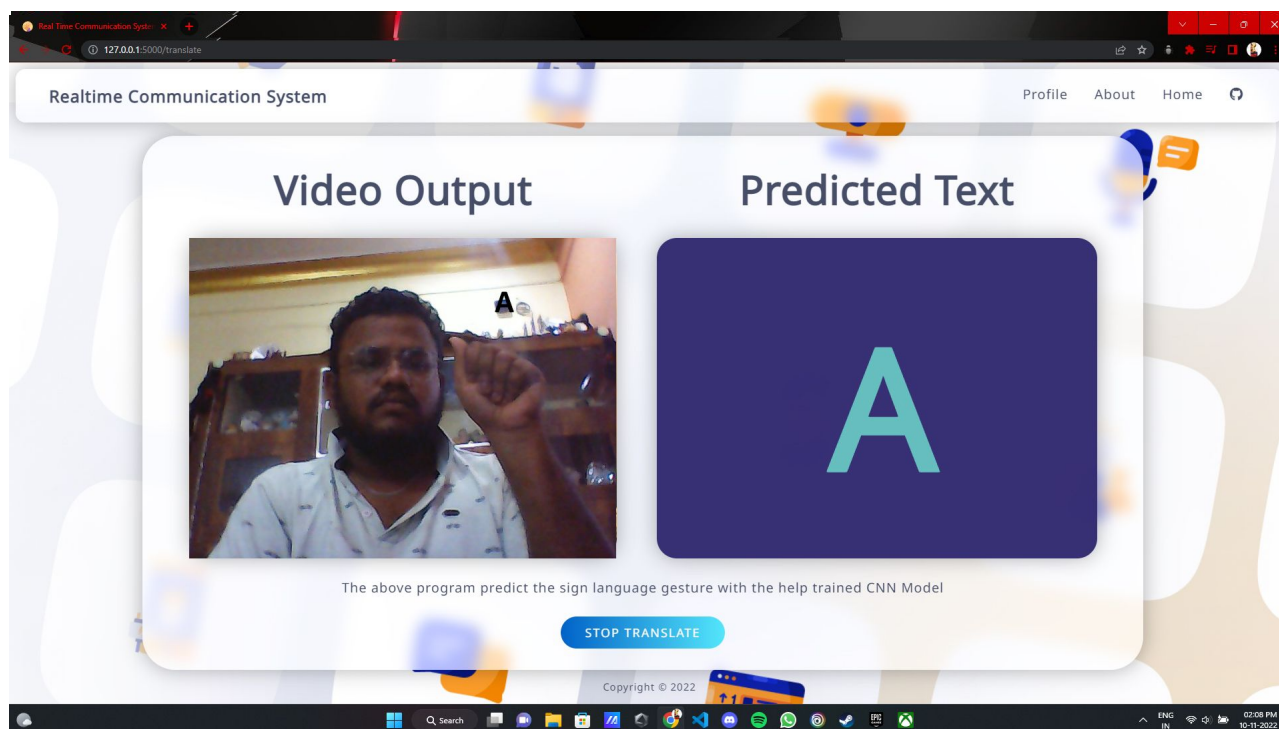 Real Time Communication Syste
127.0.0.1:5000/translate
Realtime Communication System
Profile
About
Home
Video Output
Predicted Text
A
A
The above program predict the sign language gesture with the help trained CNN Model
STOP TRANSLATE
Copyright © 2022
Search
EPIC
ENG
IN
02:08 PM
10-11-2022